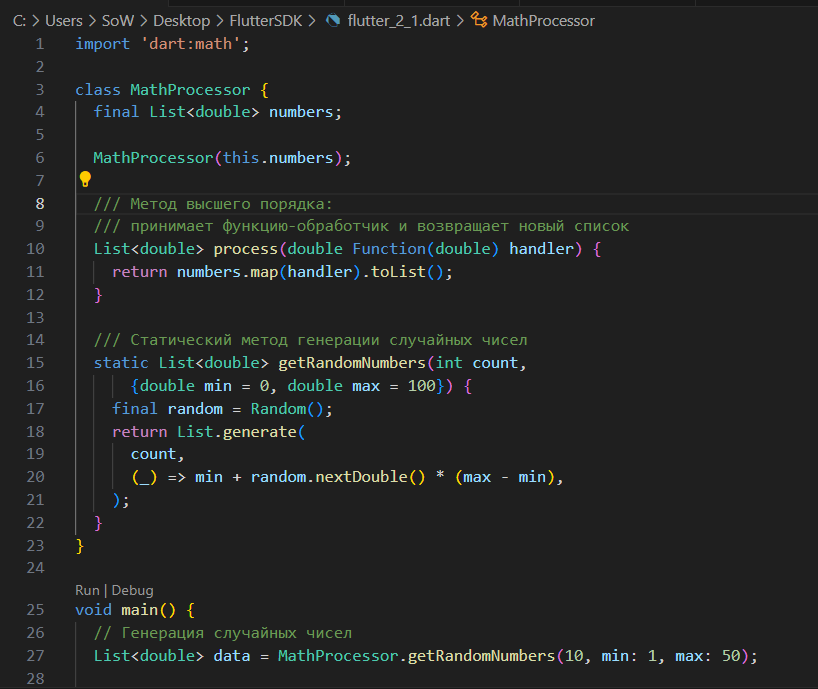 C: > Users > SoW > Desktop > FlutterSDK > flutter_2_1.dart > MathProcessor
1 import 'dart:math';
2
3 class MathProcessor {
4   final List<double> numbers;
5
6   MathProcessor(this.numbers);
7
8   /// Метод высшего порядка:
9   /// принимает функцию-обработчик и возвращает новый список
10   List<double> process(double Function(double) handler) {
11     return numbers.map(handler).toList();
12   }
13
14   /// Статический метод генерации случайных чисел
15   static List<double> getRandomNumbers(int count,
16       {double min = 0, double max = 100}) {
17     final random = Random();
18     return List.generate(
19       count,
20       (_) => min + random.nextDouble() * (max - min),
21     );
22   }
23 }
24
Run | Debug
25 void main() {
26   // Генерация случайных чисел
27   List<double> data = MathProcessor.getRandomNumbers(10, min: 1, max: 50);
28